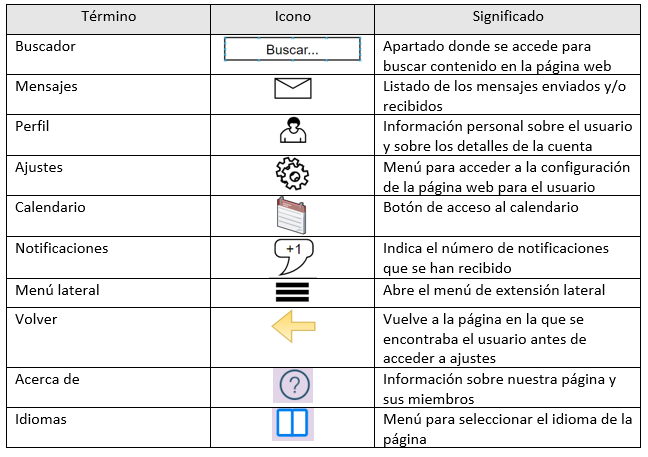 Término Icono Significado
Buscador Buscar... Apartado donde se accede para
buscar contenido en la página web
Mensajes Listado de los mensajes enviados y/o
recibidos
Perfil Información personal sobre el usuario
y sobre los detalles de la cuenta
Ajustes Menú para acceder a la configuración
de la página web para el usuario
Calendario Botón de acceso al calendario
Notificaciones +1 Indica el número de notificaciones
que se han recibido
Menú lateral Abre el menú de extensión lateral
Volver Vuelve a la página en la que se
encontraba el usuario antes de
acceder a ajustes
Acerca de ? Información sobre nuestra página y
sus miembros
Idiomas Menú para seleccionar el idioma de la
página